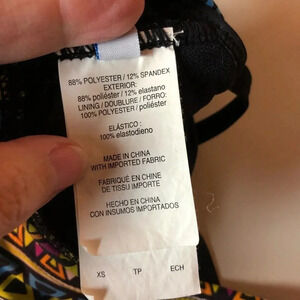 88% POLYESTER / 12% SPANDEX
EXTERIOR:
88% poliéster / 12% elastano
LINING / DOUBLURE / FORRO:
100% POLYESTER / poliéster
ELÁSTICO :
100% elastodieno
MADE IN CHINA
WITH IMPORTED FABRIC
FABRIQUÉ EN CHINE
DE TISSU IMPORTE
HECHO EN CHINA
CON INSUMOS IMPORTADOS
XS TP ECH